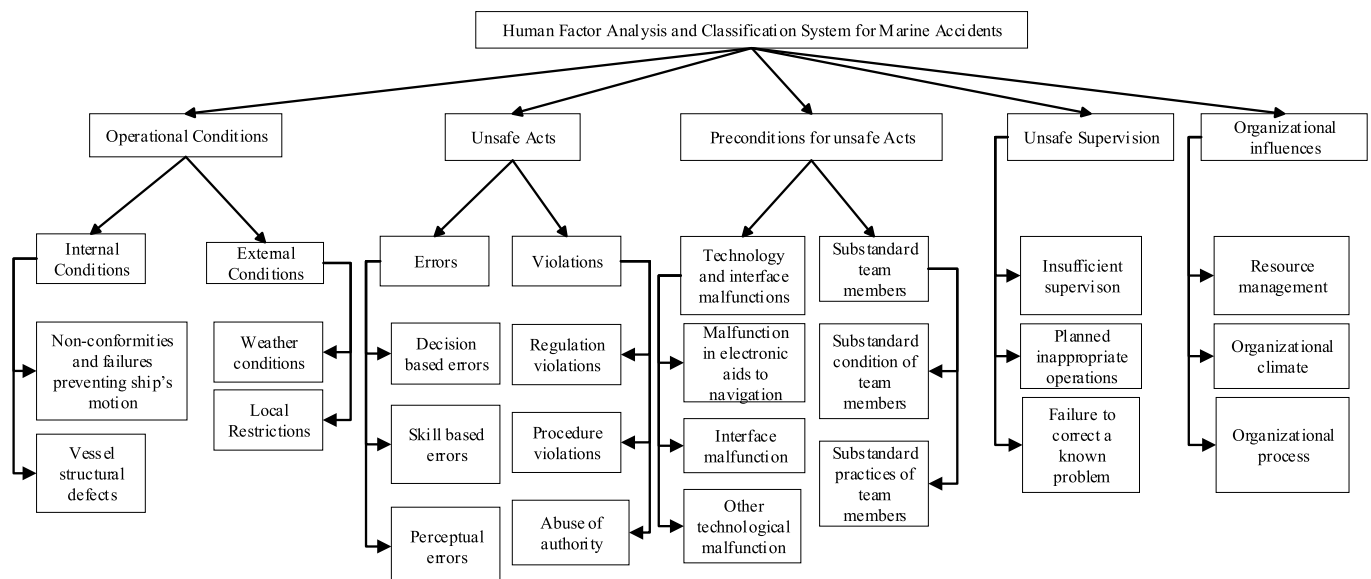 Human Factor Analysis and Classification System for Marine Accidents
Operational Conditions
Unsafe Acts
Preconditions for unsafe Acts
Unsafe Supervision
Organizational
influences
Internal
Conditions
External
Conditions
Errors
Violations
Technology
and interface
malfunctions
Substandard
team
members
Insufficient
supervison
Resource
management
Non-conformities
and failures
preventing ship's
motion
Weather
conditions
Decision
based errors
Regulation
violations
Malfunction
in electronic
aids to
navigation
Substandard
condition of
team
members
Planned
inappropriate
operations
Organizational
climate
Local
Restrictions
Vessel
structural
defects
Skill based
errors
Procedure
violations
Interface
malfunction
Substandard
practices of
team
members
Failure to
correct a
known
problem
Organizational
process
Perceptual
errors
Abuse of
authority
Other
technological
malfunction